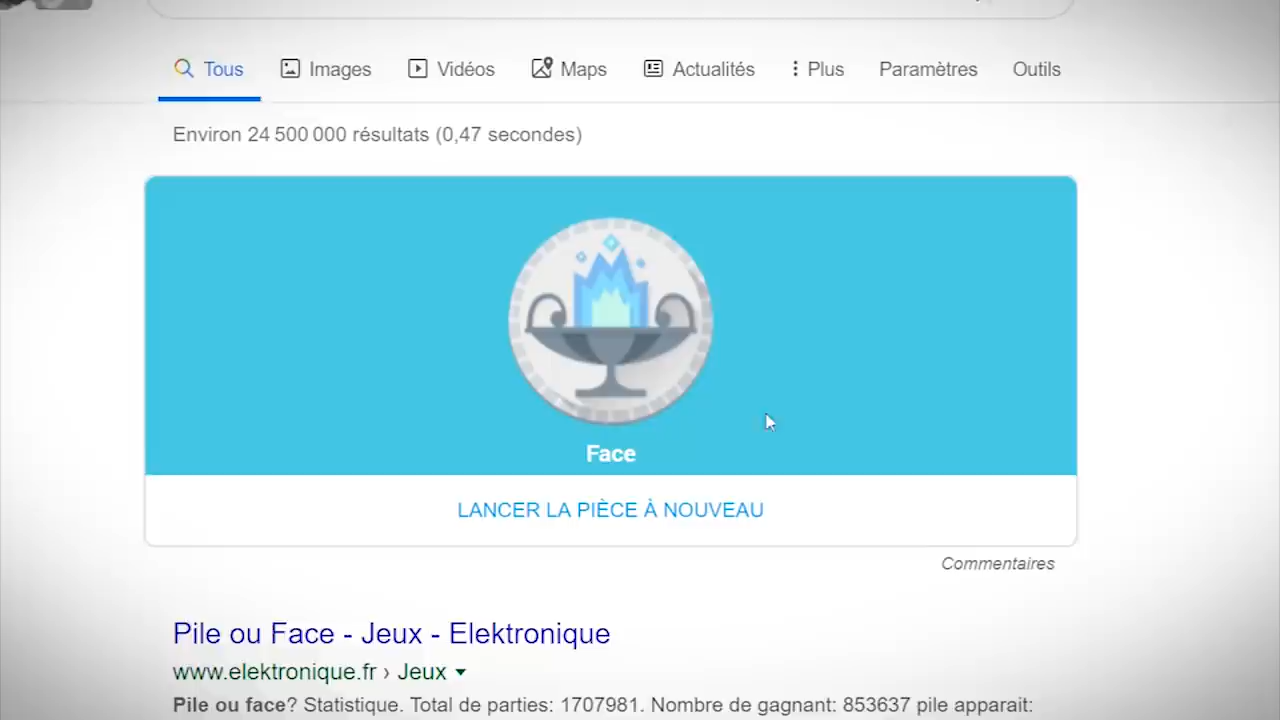 Tous Images Vidéos Maps Actualités Plus Paramètres Outils
Environ 24 500 000 résultats (0,47 secondes)
Face
LANCER LA PIÈCE À NOUVEAU
Commentaires
Pile ou Face - Jeux - Elektronique
www.elektronique.fr › Jeux
Pile ou face? Statistique. Total de parties: 1707981. Nombre de gagnant: 853637 pile apparait: